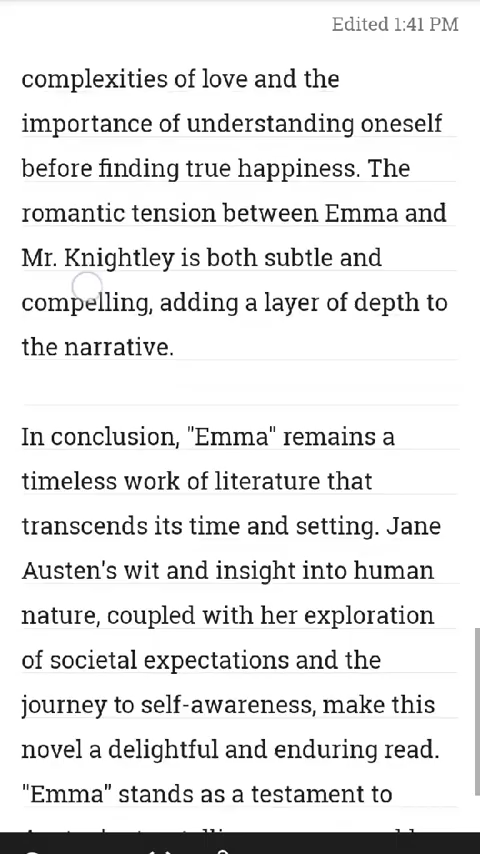 Edited 1:41 PM
complexities of love and the
importance of understanding oneself
before finding true happiness. The
romantic tension between Emma and
Mr. Knightley is both subtle and
compelling, adding a layer of depth to
the narrative.
In conclusion, "Emma" remains a
timeless work of literature that
transcends its time and setting. Jane
Austen's wit and insight into human
nature, coupled with her exploration
of societal expectations and the
journey to self-awareness, make this
novel a delightful and enduring read.
"Emma" stands as a testament to